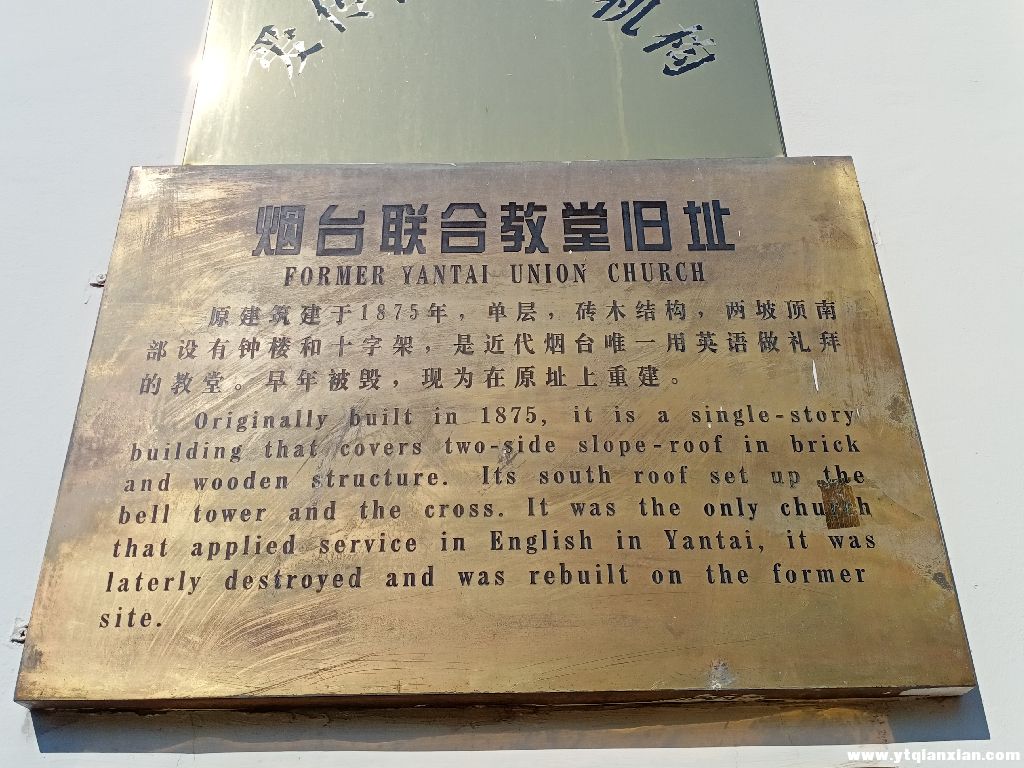 机构
烟台联合教堂旧址
FORMER YANTAI UNION CHURCH
原建筑建于1875年，单层，砖木结构，两坡顶南
部设有钟楼和十字架，是近代烟台唯一用英语做礼拜
的教堂。早年被毁，现为在原址上重建。
Originally built in 1875, it is a single-story
building that covers two-side slope-roof in brick
and wooden structure. Its south roof set up the
bell tower and the cross. It was the only church
that applied service in English in Yantai, it was
laterly destroyed and was rebuilt on the former
site.
www.ytqianxian.com